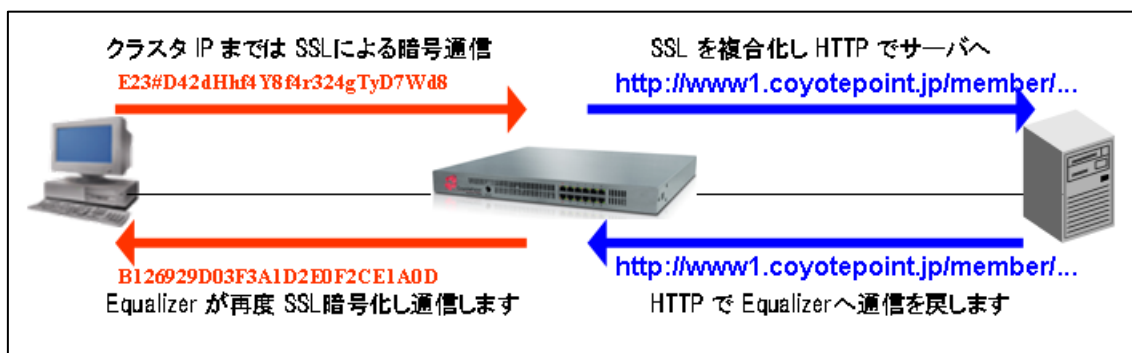 クラスタ IP までは SSLによる暗号通信
E23#D42dHhf4Y8f4r324gTyD7Wd8
SSL を複合化し HTTP でサーバへ
http://www1.coyotepoint.jp/member/...
B126929D03F3A1D2E0F2CE1A0D
Equalizer が再度 SSL暗号化し通信します
http://www1.coyotepoint.jp/member/...
HTTP で Equalizerへ通信を戻します